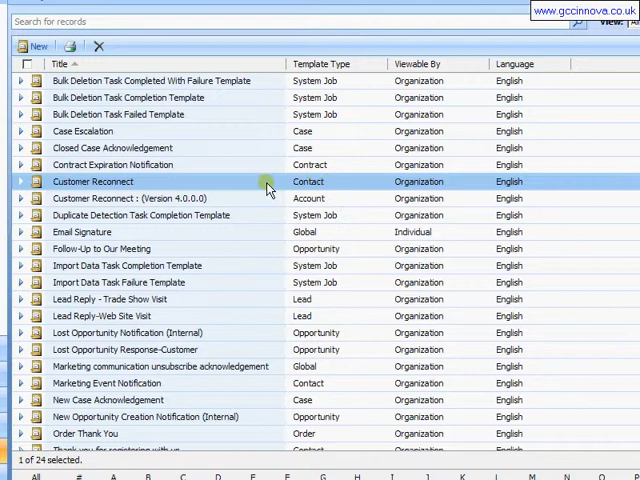 www.gccinnova.co.uk
Search for records
View:
New
Title Template Type Viewable By Language
Bulk Deletion Task Completed With Failure Template System Job Organization English
Bulk Deletion Task Completion Template System Job Organization English
Bulk Deletion Task Failed Template System Job Organization English
Case Escalation Case Organization English
Closed Case Acknowledgement Case Organization English
Contract Expiration Notification Contract Organization English
Customer Reconnect Contact Organization English
Customer Reconnect : (Version 4.0.0.0) Account Organization English
Duplicate Detection Task Completion Template System Job Organization English
Email Signature Global Individual English
Follow-Up to Our Meeting Opportunity Organization English
Import Data Task Completion Template System Job Organization English
Import Data Task Failure Template System Job Organization English
Lead Reply - Trade Show Visit Lead Organization English
Lead Reply-Web Site Visit Lead Organization English
Lost Opportunity Notification (Internal) Opportunity Organization English
Lost Opportunity Response-Customer Opportunity Organization English
Marketing communication unsubscribe acknowledgement Global Organization English
Marketing Event Notification Contact Organization English
New Case Acknowledgement Case Organization English
New Opportunity Creation Notification (Internal) Opportunity Organization English
Order Thank You Order Organization English
Thank you for registering with us Contact Organization English
1 of 24 selected.
All # A B C D E F G H I J K L M N O P